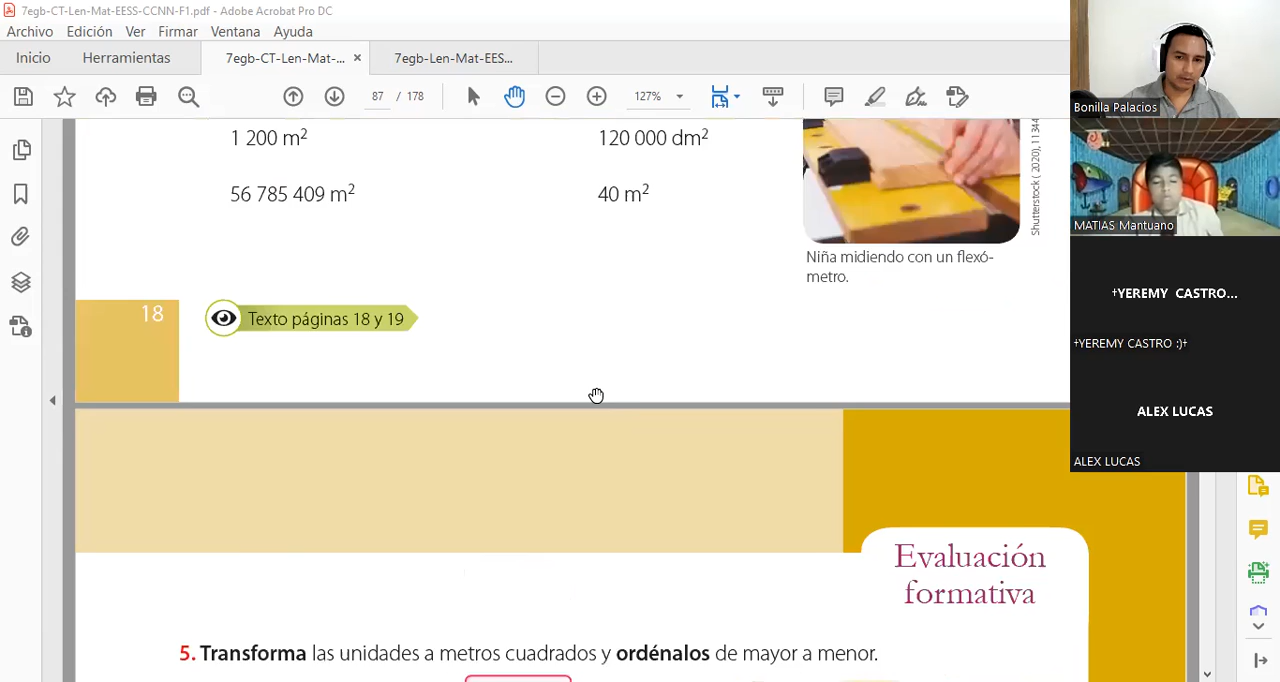 7egb-CT-Len-Mat-EESS-CCNN-F1.pdf - Adobe Acrobat Pro DC
Archivo Edición Ver Firmar Ventana Ayuda
Inicio Herramientas 7egb-CT-Len-Mat-... × 7egb-Len-Mat-EES...
87 / 178 127%
1 200 m² 120 000 dm²
56 785 409 m² 40 m²
Shutterstock ( 2020), 11344
Niña midiendo con un flexó-
metro.
18
Texto páginas 18 y 19
Evaluación
formativa
5. Transforma las unidades a metros cuadrados y ordénalos de mayor a menor.
Bonilla Palacios
MATIAS Mantuano
†YEREMY CASTRO...
†YEREMY CASTRO :)†
ALEX LUCAS
ALEX LUCAS